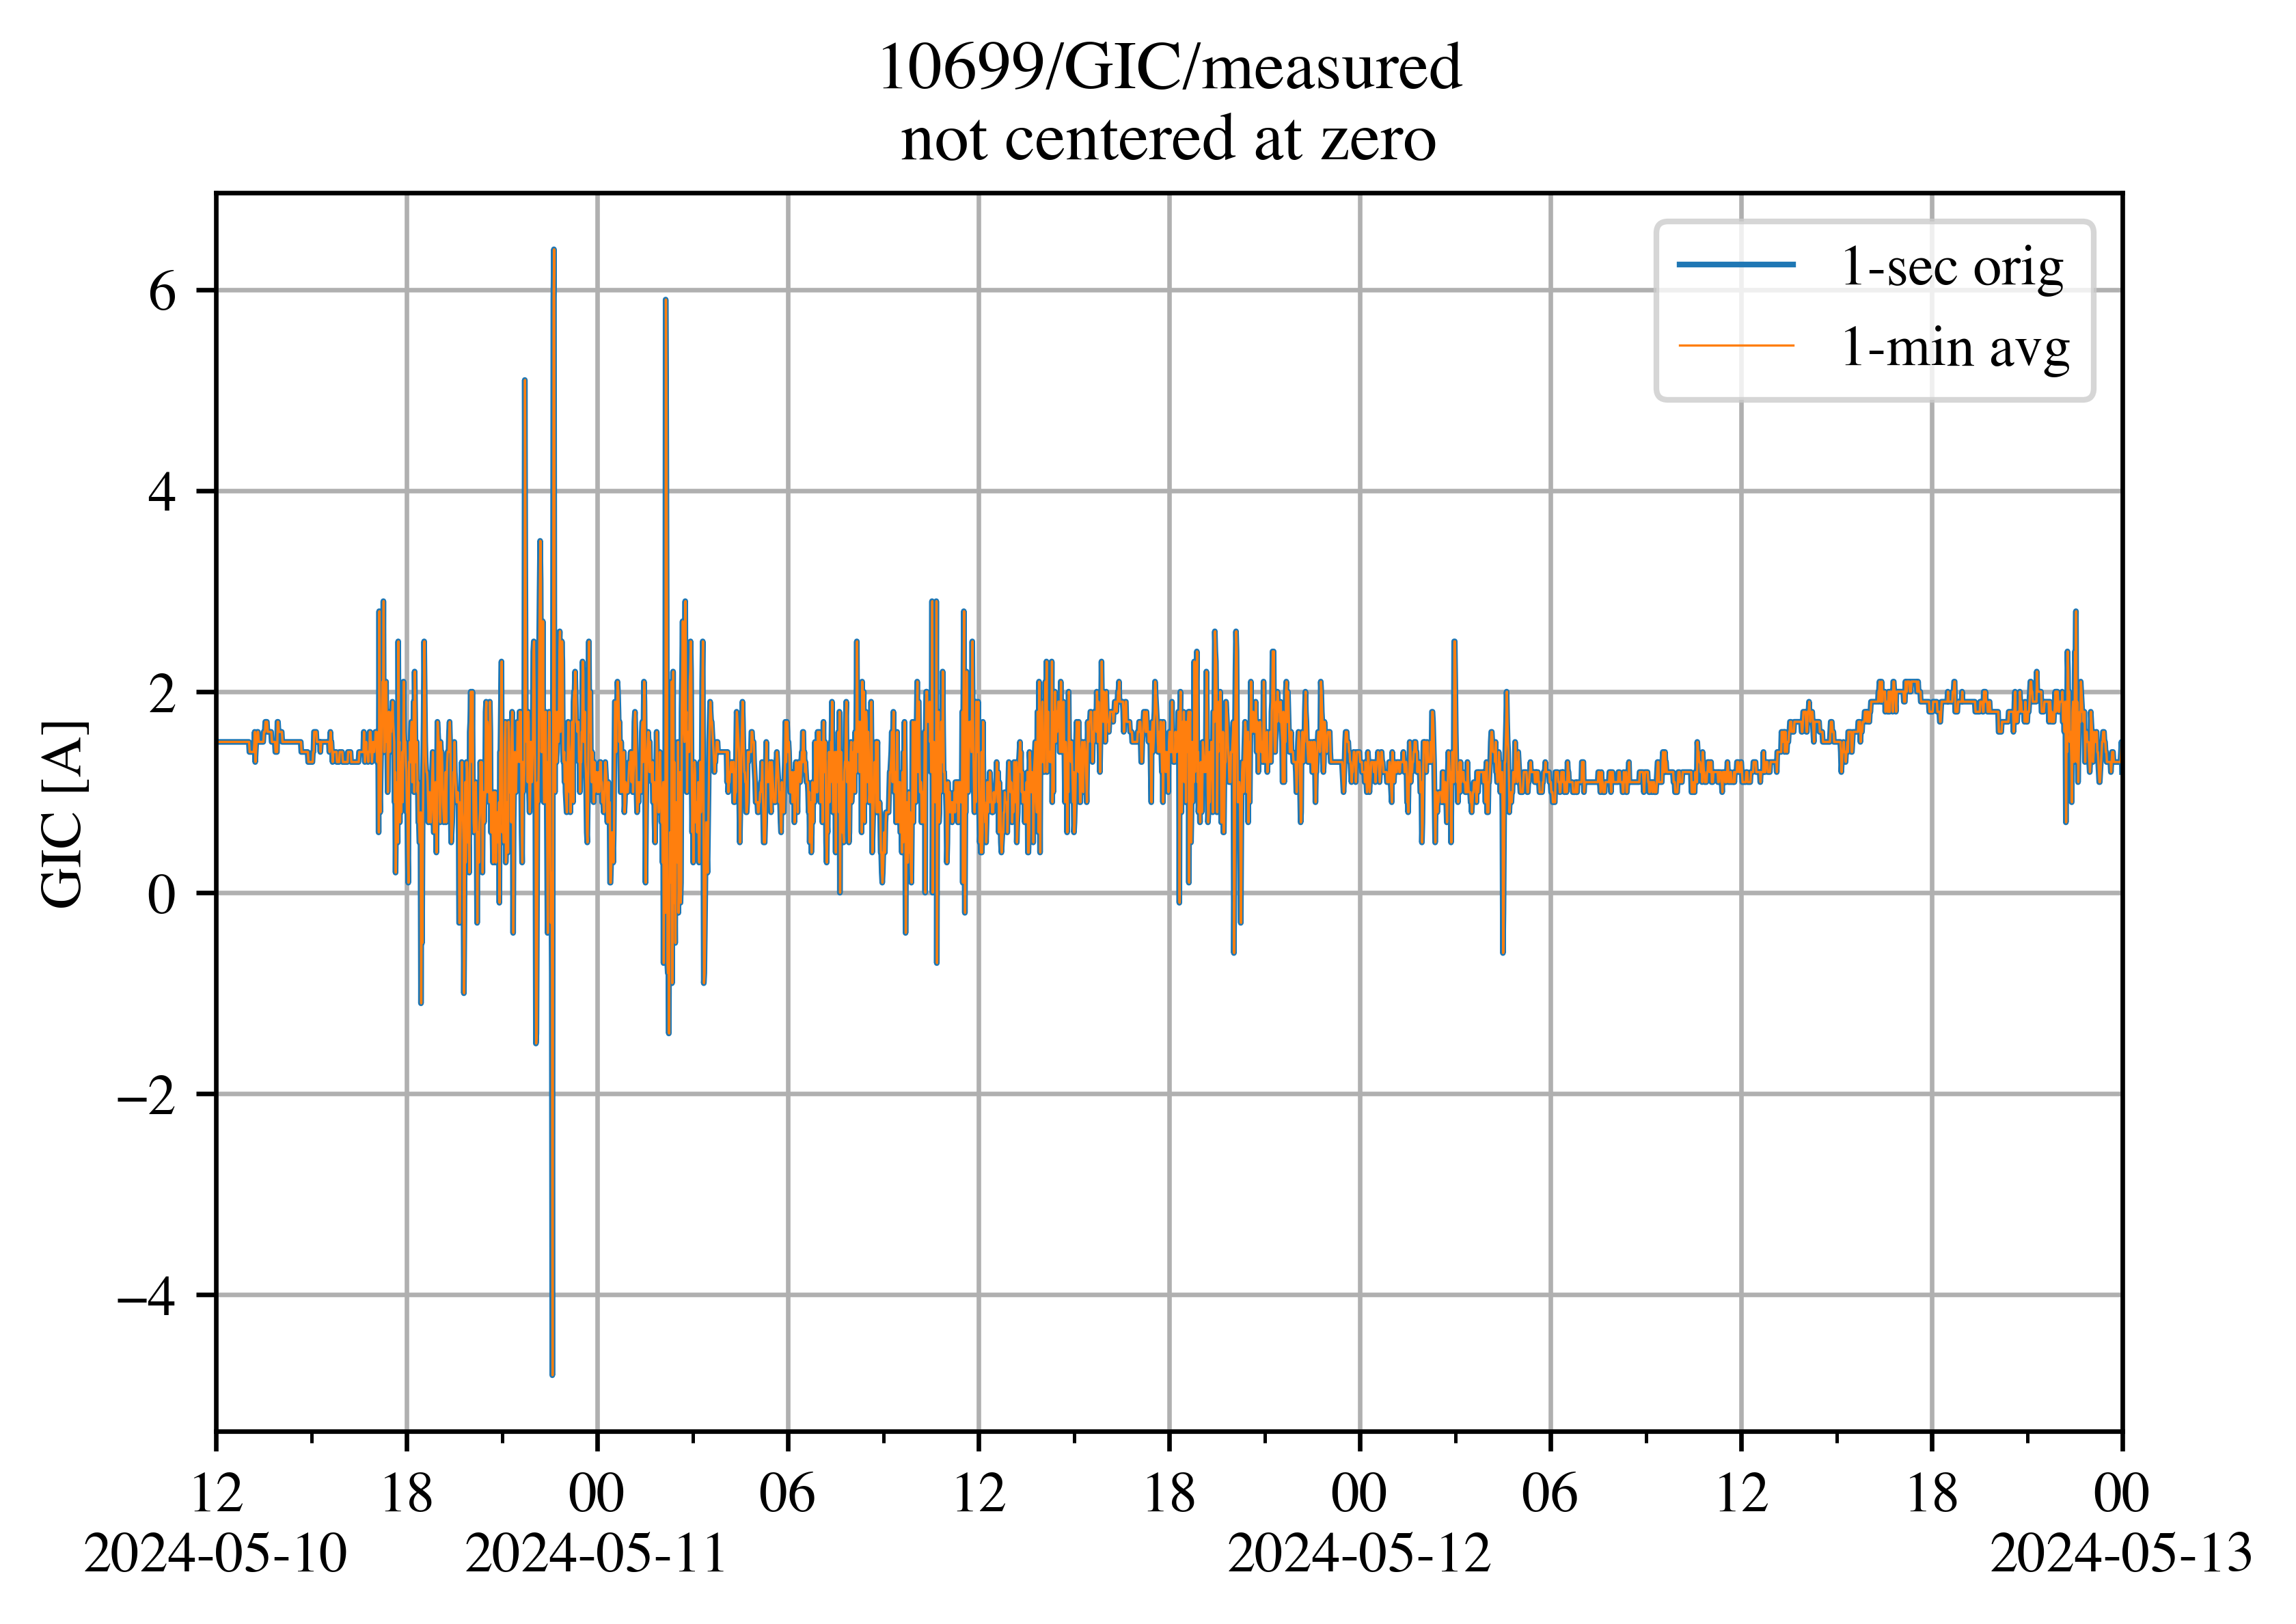 10699/GIC/measured
not centered at zero
1-sec orig
1-min avg
GIC [A]
6
4
2
0
−2
−4
12 18 00 06 12 18 00 06 12 18 00
2024-05-10 2024-05-11 2024-05-12 2024-05-13